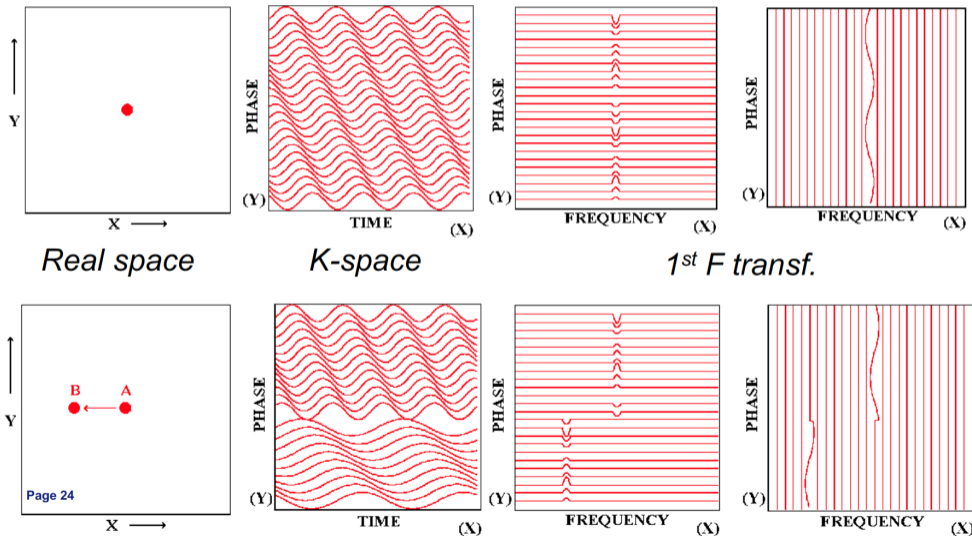 Y
X
PHASE
(Y)
TIME
(X)
PHASE
(Y)
FREQUENCY
(X)
PHASE
(Y)
FREQUENCY
(X)
Real space
K-space
1st F transf.
Y
B
A
Page 24
X
PHASE
(Y)
TIME
(X)
PHASE
(Y)
FREQUENCY
(X)
PHASE
(Y)
FREQUENCY
(X)